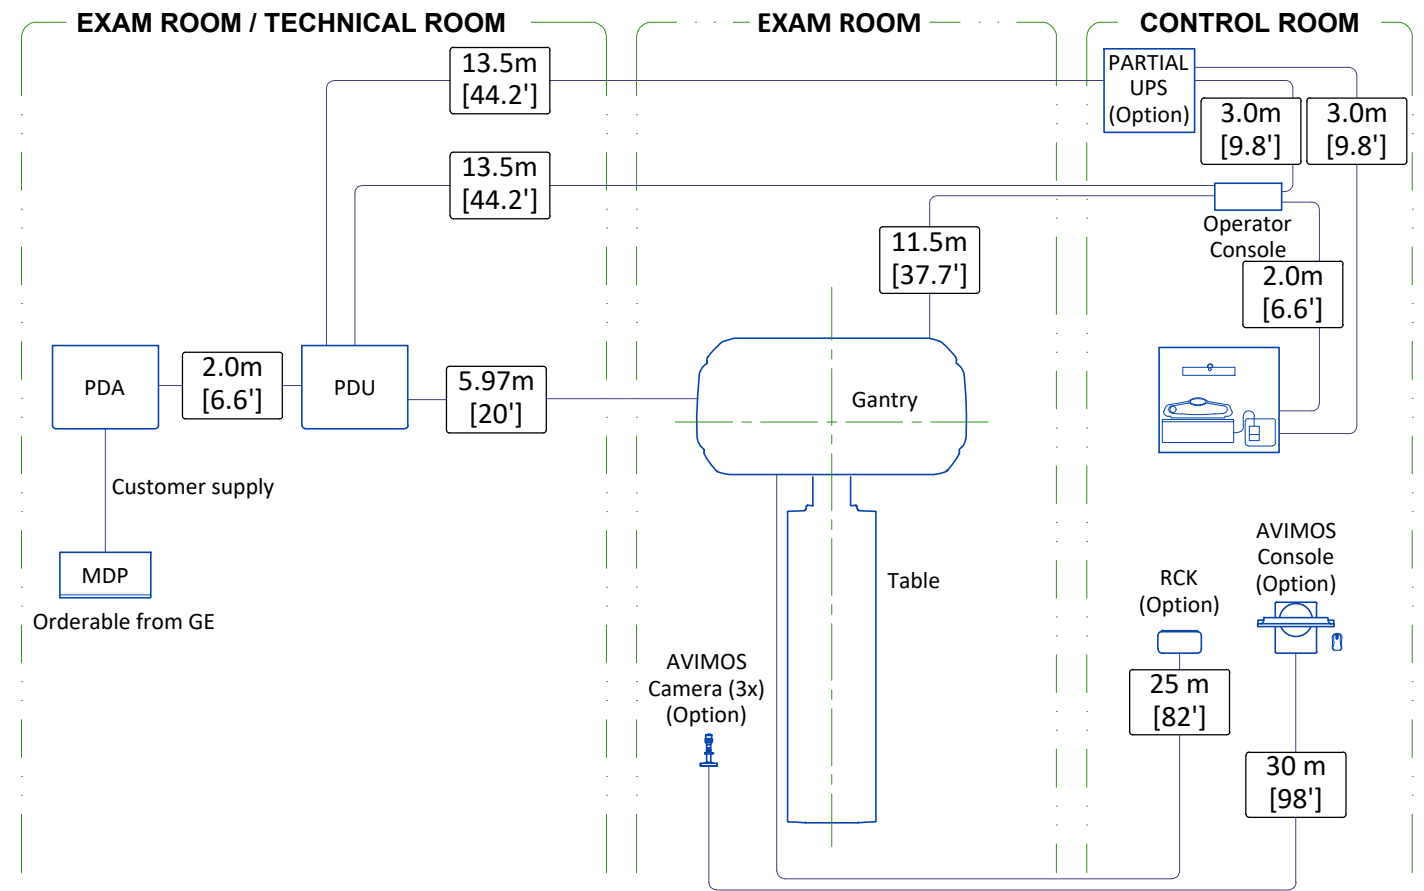 EXAM ROOM / TECHNICAL ROOM
EXAM ROOM
CONTROL ROOM
13.5m
[44.2']
PARTIAL
UPS
(Option)
3.0m
[9.8']
3.0m
[9.8']
13.5m
[44.2']
Operator
Console
11.5m
[37.7']
2.0m
[6.6']
PDA
2.0m
[6.6']
PDU
5.97m
[20']
Gantry
Customer supply
MDP
Orderable from GE
Table
RCK
(Option)
AVIMOS
Console
(Option)
AVIMOS
Camera (3x)
(Option)
25 m
[82']
30 m
[98']